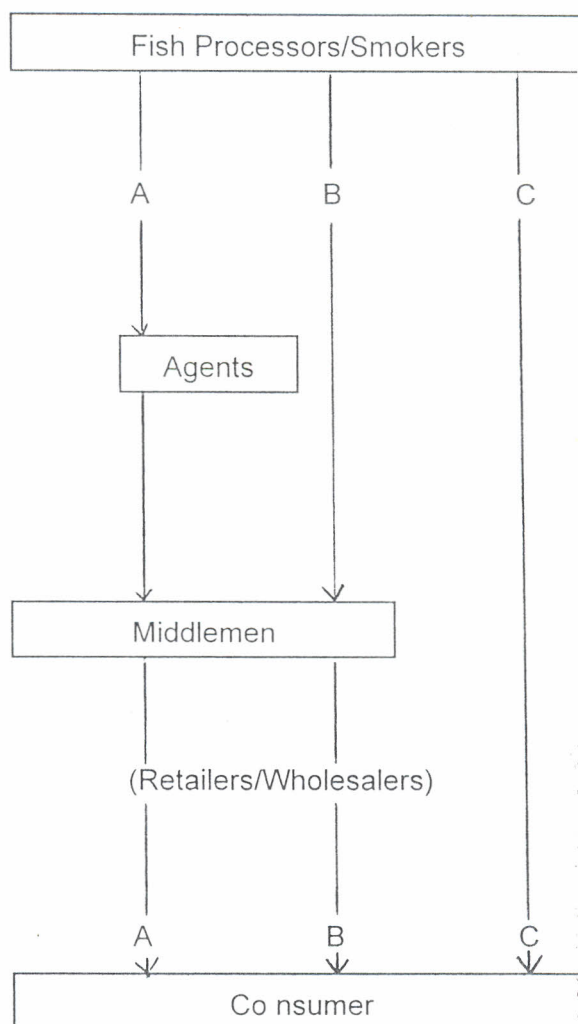 Fish Processors/Smokers
A B C
Agents
Middlemen
(Retailers/Wholesalers)
A B C
Co nsumer